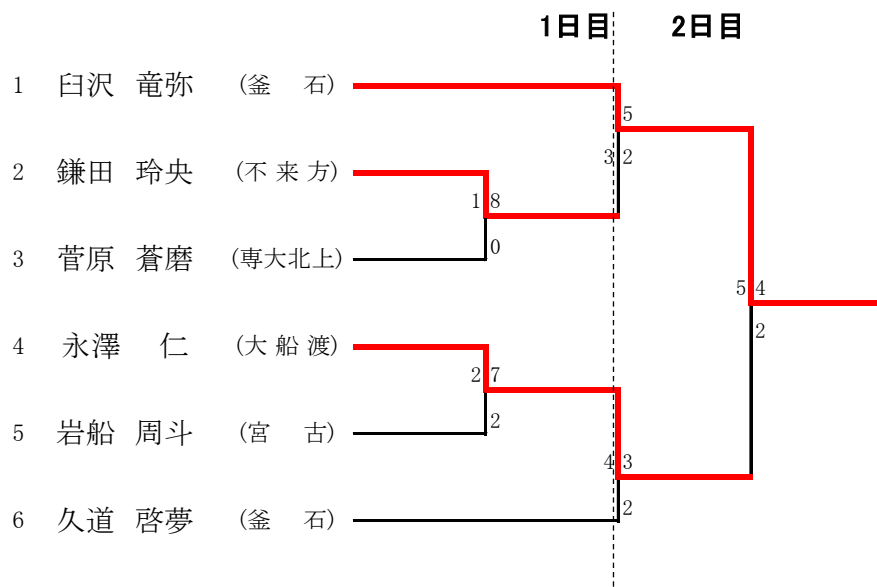 1日目 2日目
1 臼沢 竜弥 (釜 石)
5
3 2
2 鎌田 玲央 (不 来 方)
1 8
0
3 菅原 蒼磨 (専大北上)
5 4
2
4 永澤 仁 (大 船 渡)
2 7
2
5 岩船 周斗 (宮 古)
4 3
2
6 久道 啓夢 (釜 石)